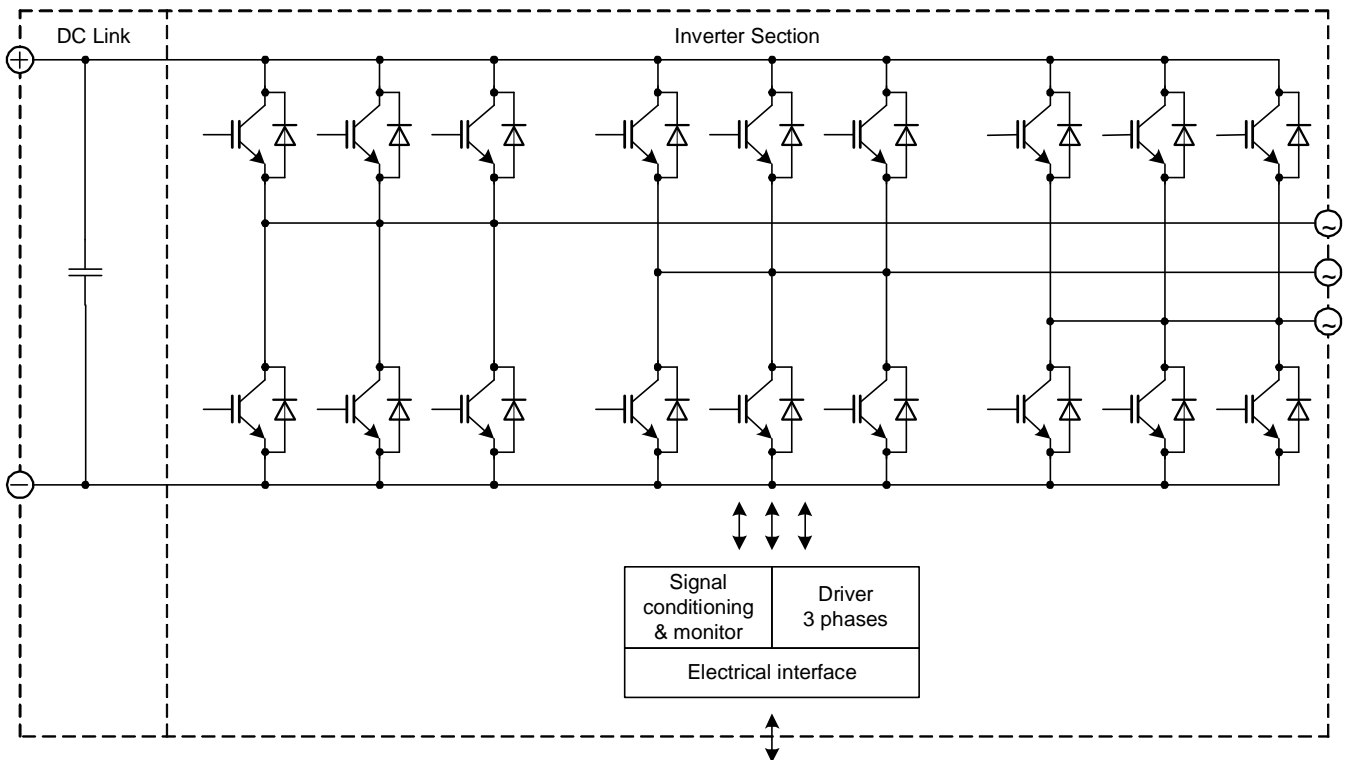 DC Link
Inverter Section
+
~
~
~
−
Signal
conditioning
& monitor
Driver
3 phases
Electrical interface